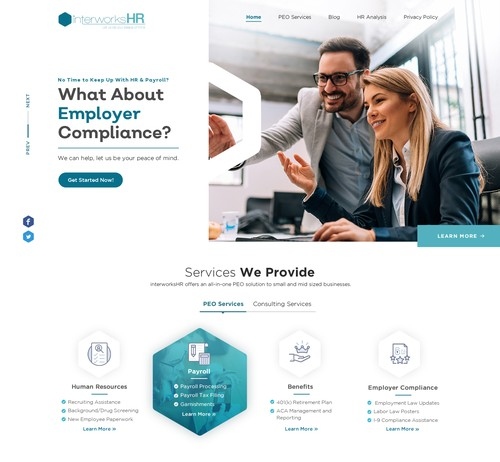 interworksHR
Home
PEO Services
Blog
HR Analysis
Privacy Policy
No Time to Keep Up With HR & Payroll?
What About
Employer
Compliance?
We can help, let us be your peace of mind.
Get Started Now!
NEXT
PREV
LEARN MORE →
Services We Provide
interworksHR offers an all-in-one PEO solution to small and mid-sized businesses.
PEO Services
Consulting Services
Human Resources
Recruiting Assistance
Background/Drug Screening
New Employee Paperwork
Learn More »
Payroll
Payroll Processing
Payroll Tax Filing
Garnishments
Learn More »
Benefits
401(k) Retirement Plan
ACA Management and
Reporting
Learn More »
Employer Compliance
Employment Law Updates
Labor Law Posters
I-9 Compliance Assistance
Learn More »